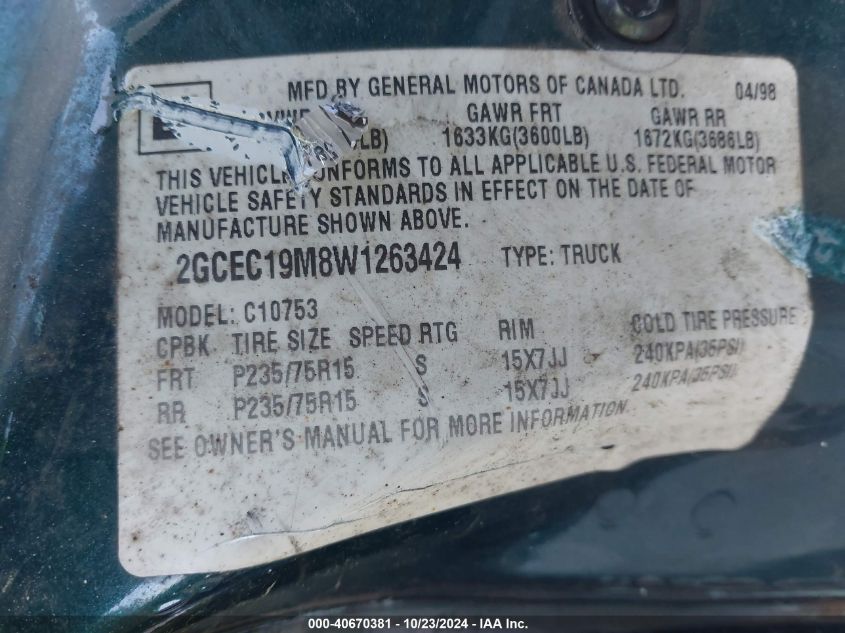 MFD BY GENERAL MOTORS OF CANADA LTD. 04/98
GAWR FRT GAWR RR
LB) 1633KG(3600LB) 1672KG(3686LB)
THIS VEHICLE CONFORMS TO ALL APPLICABLE U.S. FEDERAL MOTOR
VEHICLE SAFETY STANDARDS IN EFFECT ON THE DATE OF
MANUFACTURE SHOWN ABOVE.
2GCEC19M8W1263424 TYPE: TRUCK
MODEL: C10753
CPBK TIRE SIZE SPEED RTG RIM COLD TIRE PRESSURE
FRT P235/75R15 S 15X7JJ 240KPA(35PSI)
RR P235/75R15 S 15X7JJ 240KPA(35PSI)
SEE OWNER'S MANUAL FOR MORE INFORMATION.
000-40670381 - 10/23/2024 - IAA Inc.